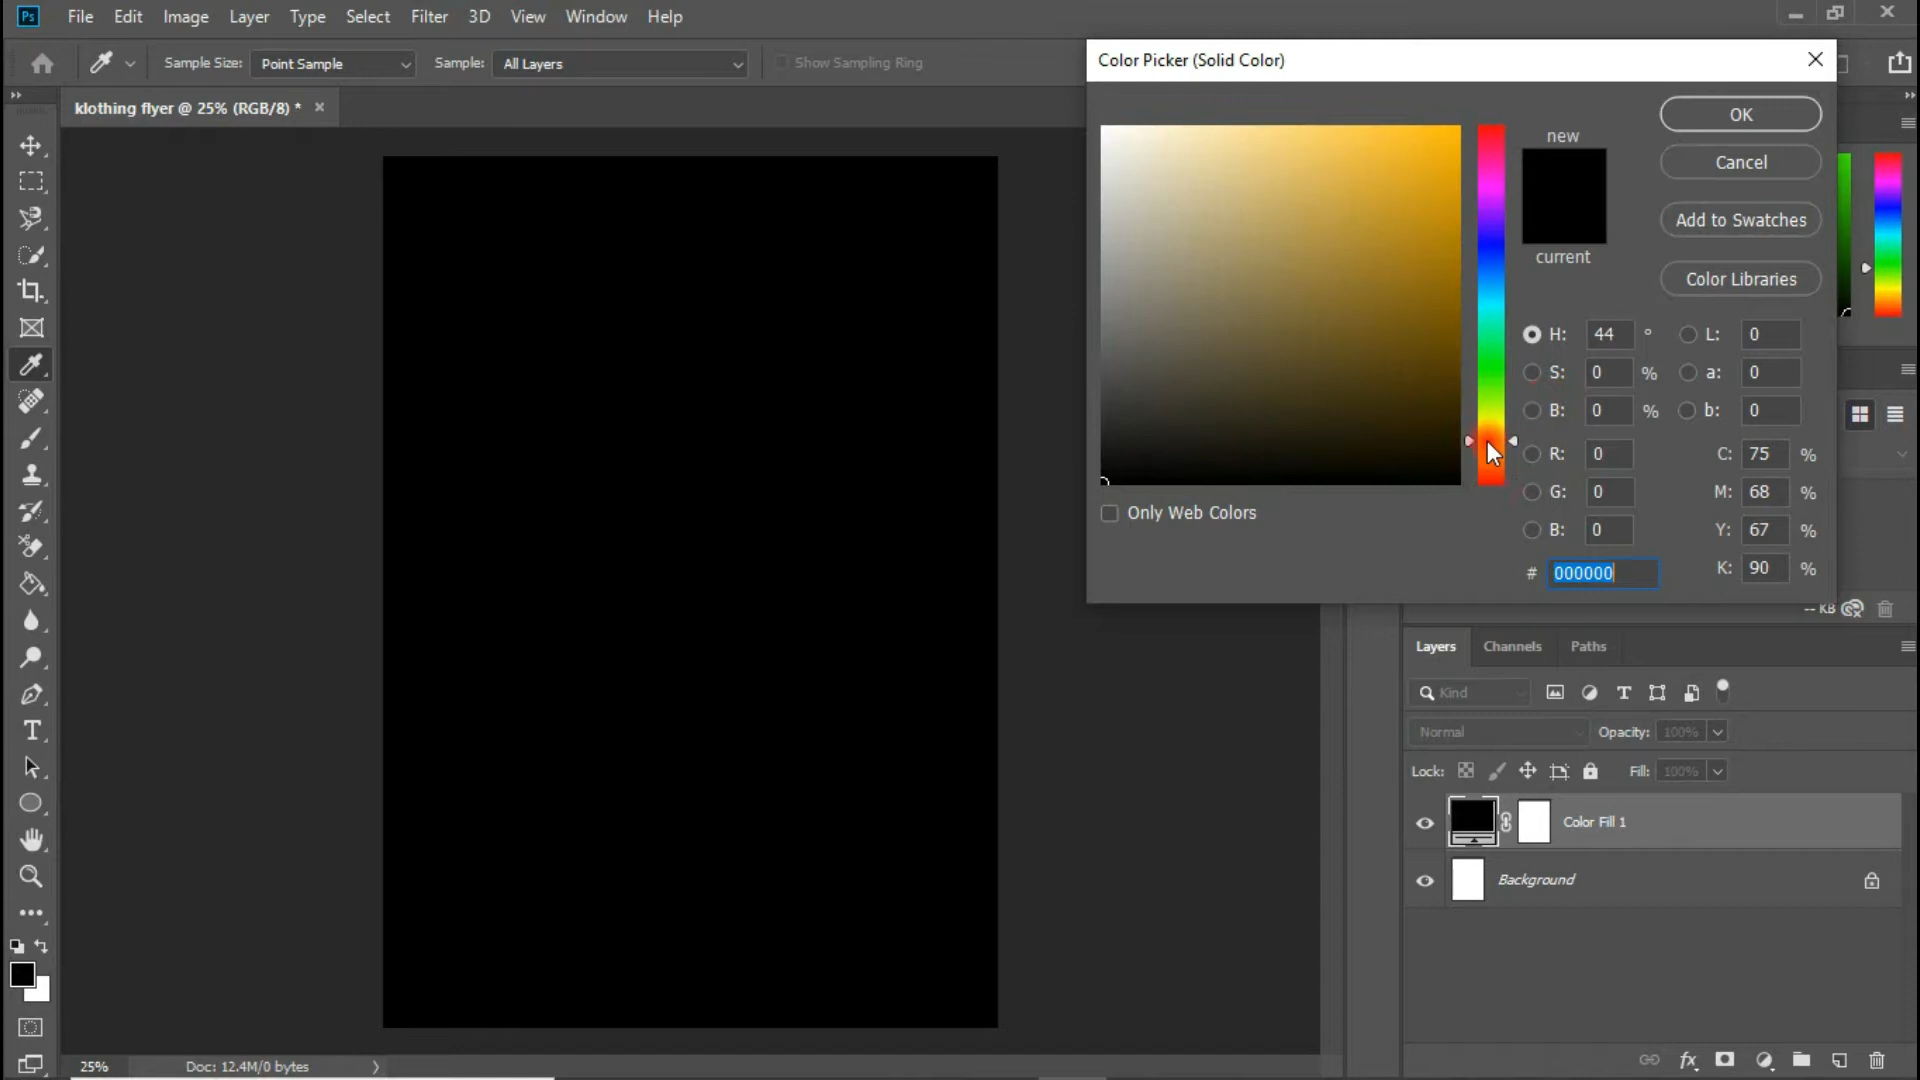 Ps File Edit Image Layer Type Select Filter 3D View Window Help
Sample Size: Point Sample Sample: All Layers Show Sampling Ring
klothing flyer @ 25% (RGB/8) *
Color Picker (Solid Color)
new
current
OK
Cancel
Add to Swatches
Color Libraries
H: 44 ° L: 0
S: 0 % a: 0
B: 0 % b: 0
R: 0 C: 75 %
G: 0 M: 68 %
B: 0 Y: 67 %
# 000000 K: 90 %
Only Web Colors
-- KB
Layers Channels Paths
Kind
Normal Opacity: 100%
Lock: Fill: 100%
Color Fill 1
Background
25% Doc: 12.4M/0 bytes